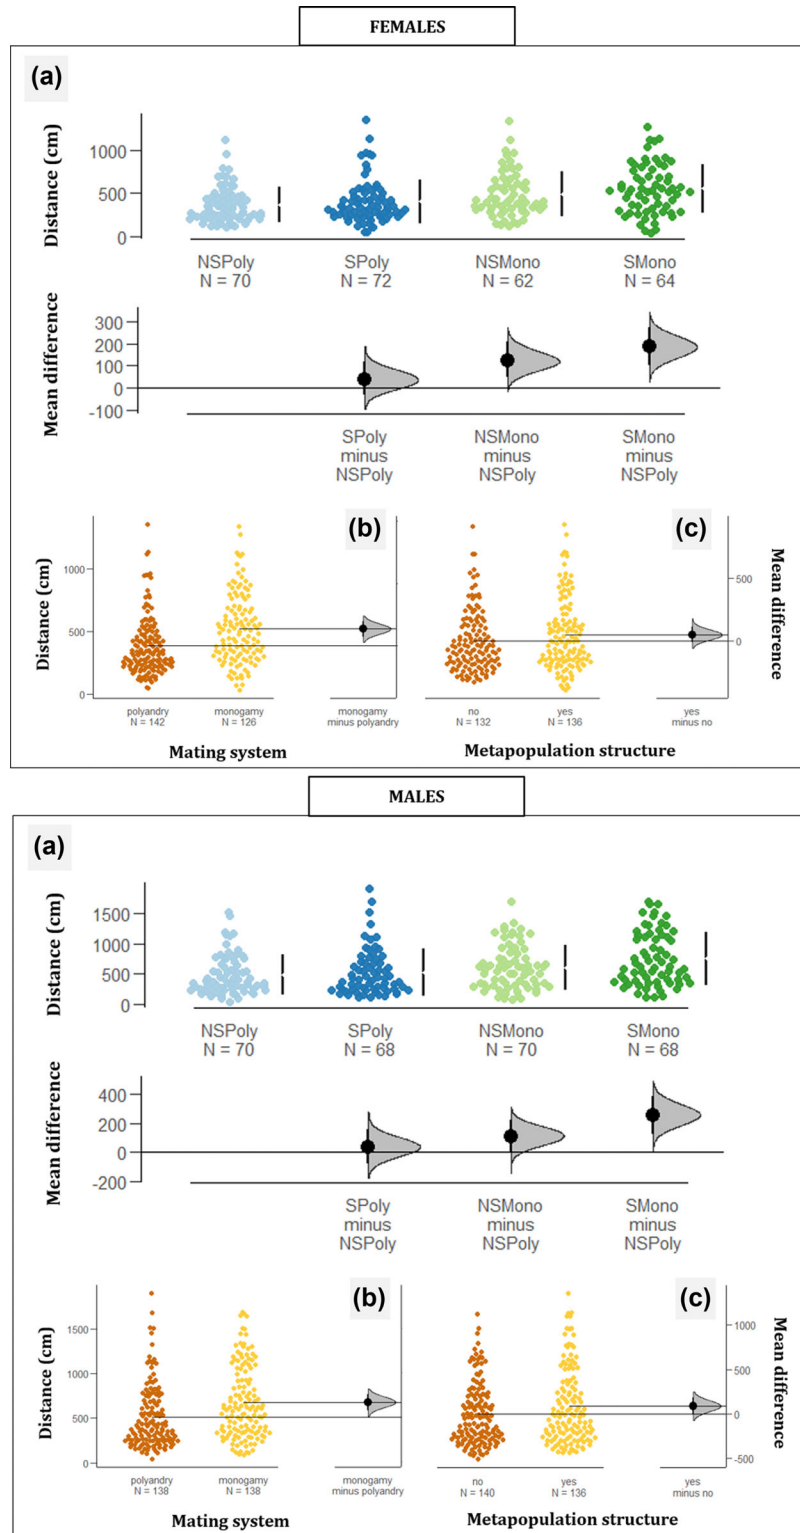 FEMALES
(a)
Distance (cm)
1000
500
0
NSPoly
N = 70
SPoly
N = 72
NSMono
N = 62
SMono
N = 64
Mean difference
300
200
100
0
-100
SPoly
minus
NSPoly
NSMono
minus
NSPoly
SMono
minus
NSPoly
(b)
Distance (cm)
1000
500
0
polyandry
N = 142
monogamy
N = 126
monogamy
minus polyandry
Mating system
(c)
Mean difference
500
0
no
N = 132
yes
N = 136
yes
minus no
Metapopulation structure
MALES
(a)
Distance (cm)
1500
1000
500
0
NSPoly
N = 70
SPoly
N = 68
NSMono
N = 70
SMono
N = 68
Mean difference
400
200
0
-200
SPoly
minus
NSPoly
NSMono
minus
NSPoly
SMono
minus
NSPoly
(b)
Distance (cm)
1500
1000
500
0
polyandry
N = 138
monogamy
N = 138
monogamy
minus polyandry
Mating system
(c)
Mean difference
1000
500
0
-500
no
N = 140
yes
N = 136
yes
minus no
Metapopulation structure